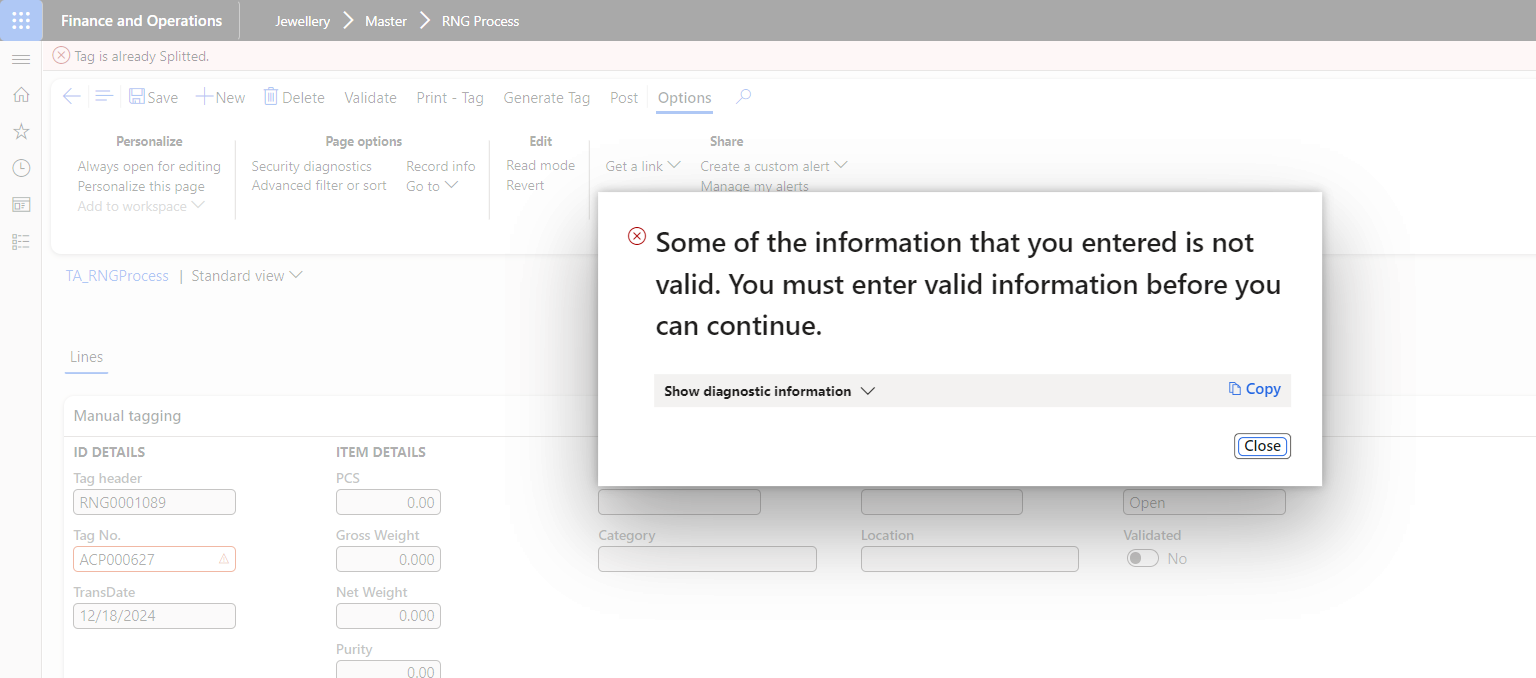 Finance and Operations
Jewellery Master RNG Process
Tag is already Splitted.
Save New Delete Validate Print - Tag Generate Tag Post Options
Personalize
Always open for editing
Personalize this page
Add to workspace
Page options
Security diagnostics Record info
Advanced filter or sort Go to
Edit
Read mode
Revert
Share
Get a link Create a custom alert
Manage my alerts
TA_RNGProcess | Standard view
Some of the information that you entered is not
valid. You must enter valid information before you
can continue.
Show diagnostic information Copy
Close
Lines
Manual tagging
ID DETAILS
Tag header
RNG0001089
Tag No.
ACP000627
TransDate
12/18/2024
ITEM DETAILS
PCS
0.00
Gross Weight
0.000
Net Weight
0.000
Purity
0.00
Category
Location
Open
Validated
No